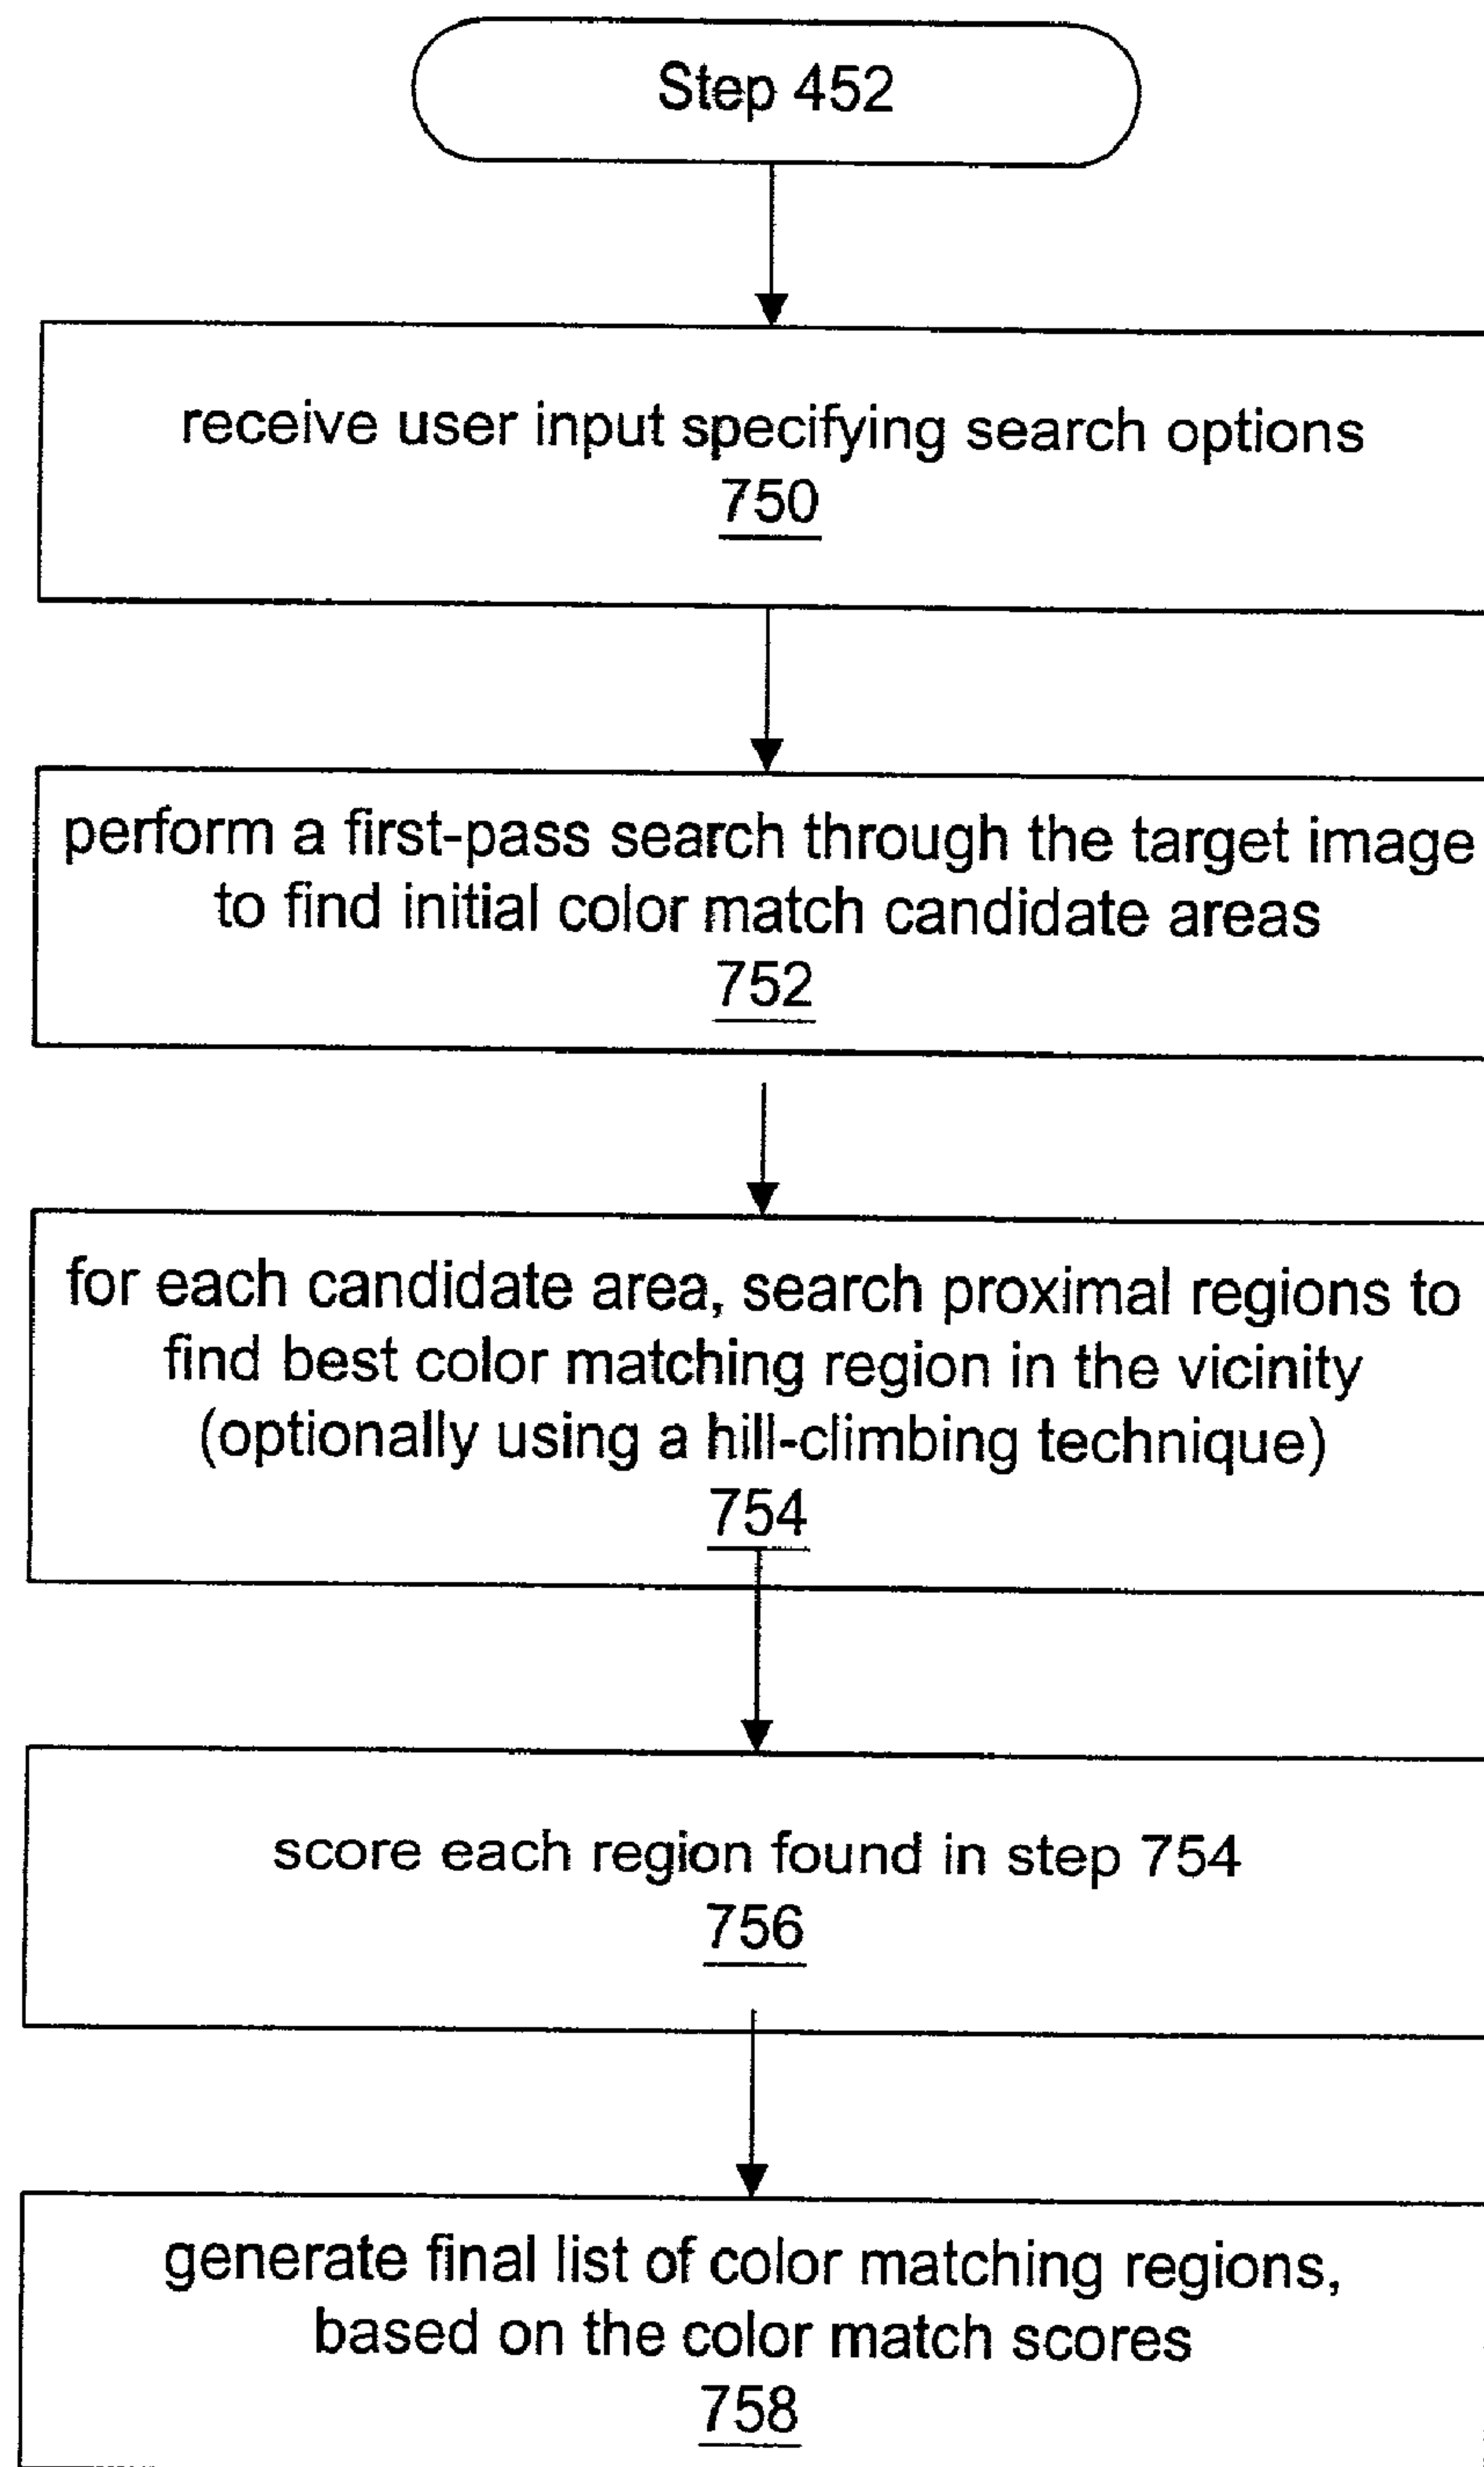 Step 452
receive user input specifying search options
750
perform a first-pass search through the target image
to find initial color match candidate areas
752
for each candidate area, search proximal regions to
find best color matching region in the vicinity
(optionally using a hill-climbing technique)
754
score each region found in step 754
756
generate final list of color matching regions,
based on the color match scores
758